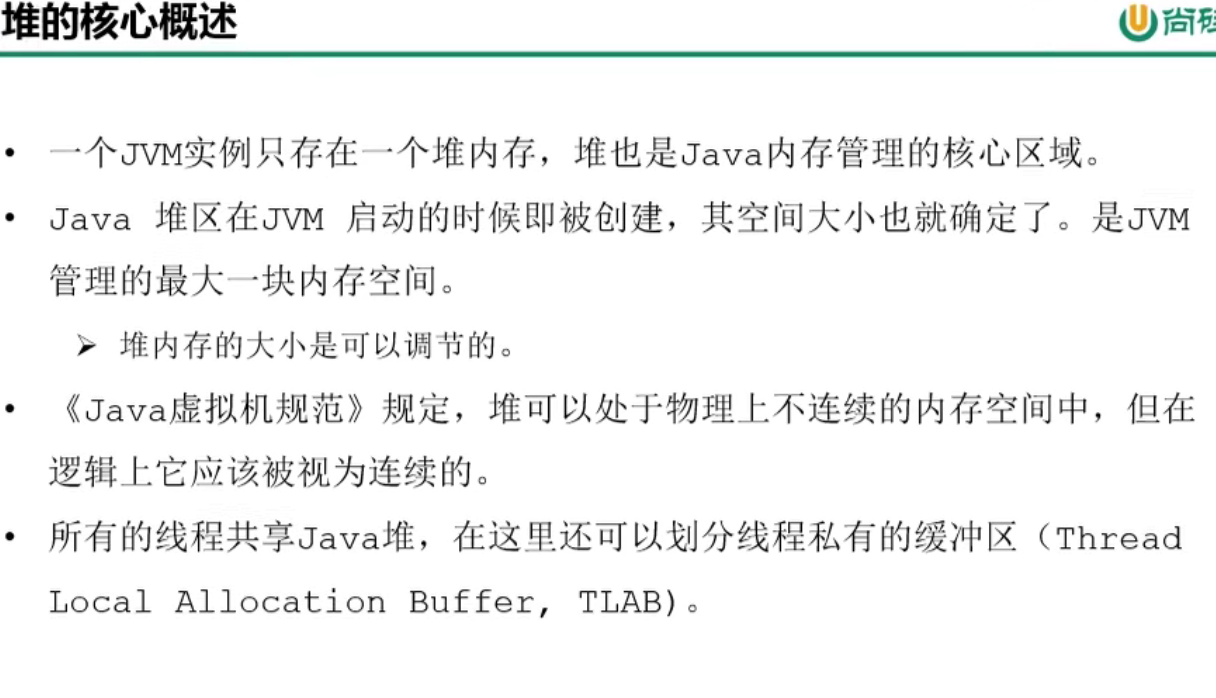 堆的核心概述
尚
• 一个JVM实例只存在一个堆内存，堆也是Java内存管理的核心区域。
• Java 堆区在JVM 启动的时候即被创建，其空间大小也就确定了。是JVM
管理的最大一块内存空间。
➢ 堆内存的大小是可以调节的。
• 《Java虚拟机规范》规定，堆可以处于物理上不连续的内存空间中，但在
逻辑上它应该被视为连续的。
• 所有的线程共享Java堆，在这里还可以划分线程私有的缓冲区（Thread
Local Allocation Buffer, TLAB)。